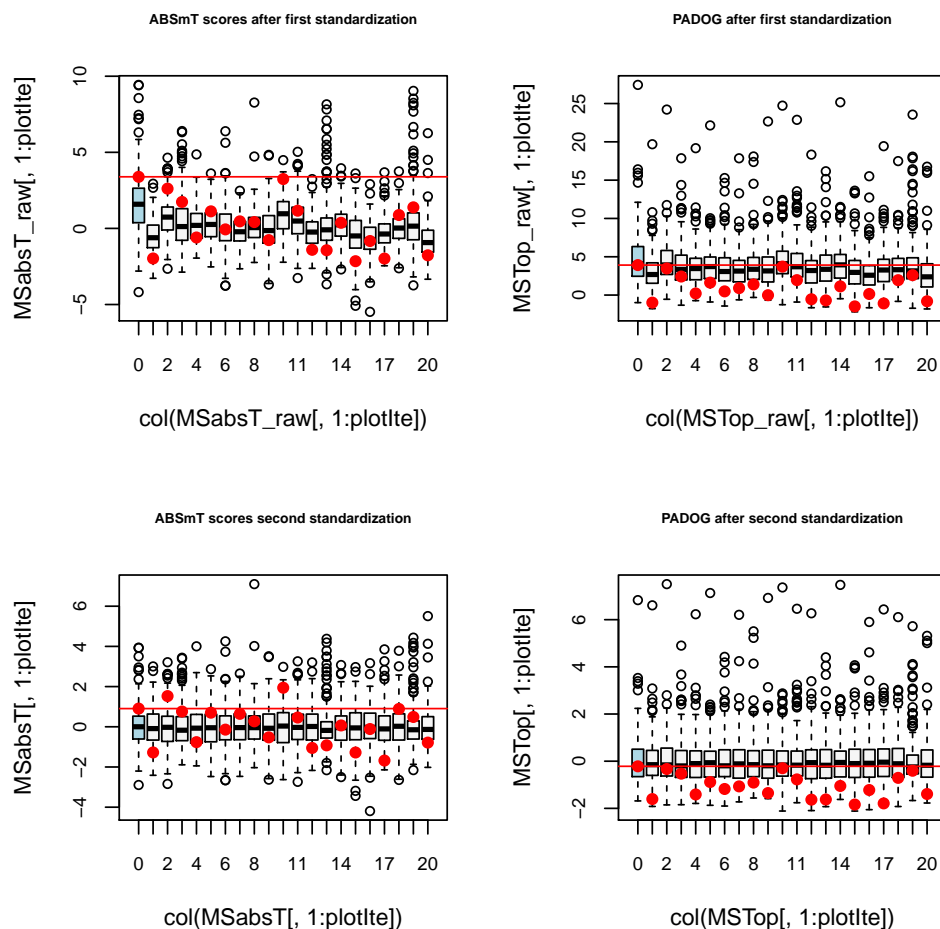 ABSmT scores after first standardization
MSabsT_raw[, 1:plotIte]
10
5
0
−5
0 2 4 6 8 11 14 17 20
col(MSabsT_raw[, 1:plotIte])
PADOG after first standardization
MSTop_raw[, 1:plotIte]
25
20
15
10
5
0
0 2 4 6 8 11 14 17 20
col(MSTop_raw[, 1:plotIte])
ABSmT scores second standardization
MSabsT[, 1:plotIte]
6
4
2
0
−2
−4
0 2 4 6 8 11 14 17 20
col(MSabsT[, 1:plotIte])
PADOG after second standardization
MSTop[, 1:plotIte]
6
4
2
0
−2
0 2 4 6 8 11 14 17 20
col(MSTop[, 1:plotIte])